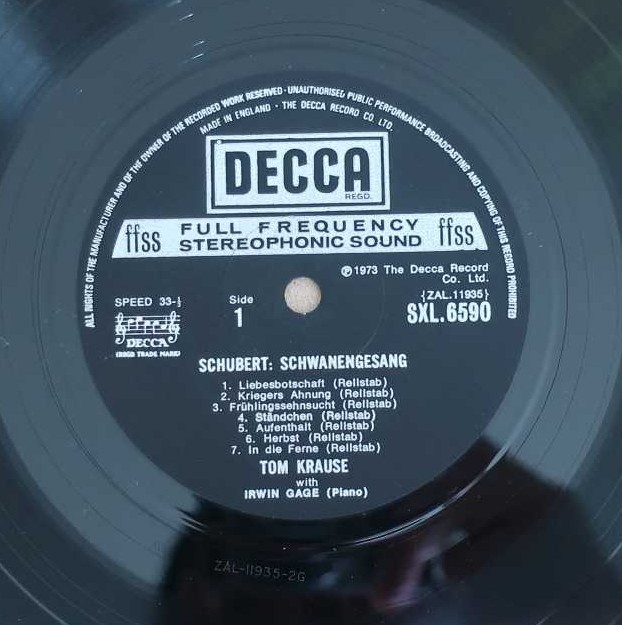 ALL RIGHTS OF THE MANUFACTURER AND OF THE OWNER OF THE RECORDED WORK RESERVED · UNAUTHORISED PUBLIC PERFORMANCE BROADCASTING AND COPYING OF THIS RECORD PROHIBITED
MADE IN ENGLAND · THE DECCA RECORD CO. LTD.
DECCA
REGD.
ffss FULL FREQUENCY STEREOPHONIC SOUND ffss
℗1973 The Decca Record Co. Ltd.
SPEED 33-⅓
Side
1
{ZAL.11935}
SXL.6590
DECCA
(REGD TRADE MARK)
SCHUBERT: SCHWANENGESANG
1. Liebesbotschaft (Rellstab)
2. Kriegers Ahnung (Rellstab)
3. Frühlingssehnsucht (Rellstab)
4. Ständchen (Rellstab)
5. Aufenthalt (Rellstab)
6. Herbst (Rellstab)
7. In die Ferne (Rellstab)
TOM KRAUSE
with
IRWIN GAGE (Piano)
ZAL-11935-2G